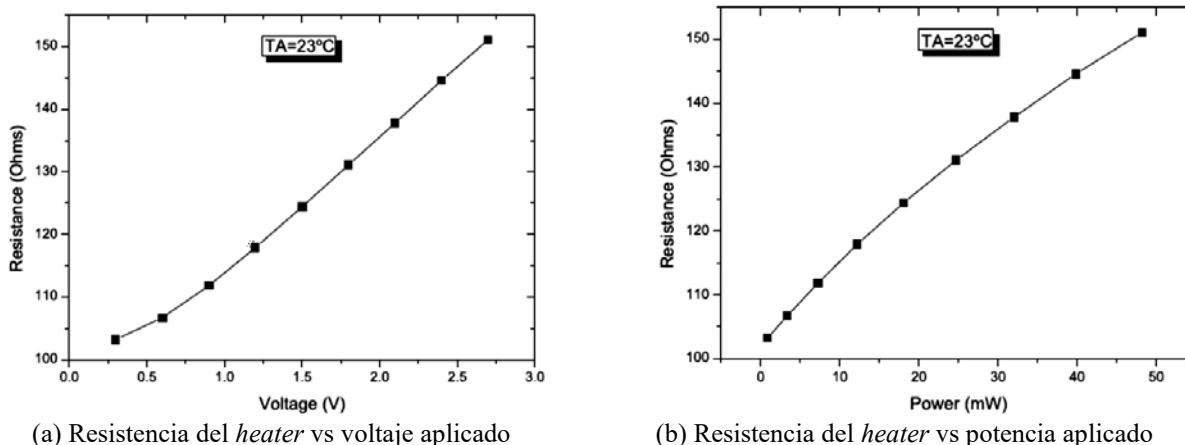 TA=23ºC
150
140
130
120
110
100
Resistance (Ohms)
0.0 0.5 1.0 1.5 2.0 2.5 3.0
Voltage (V)
(a) Resistencia del heater vs voltaje aplicado
TA=23ºC
150
140
130
120
110
100
Resistance (Ohms)
0 10 20 30 40 50
Power (mW)
(b) Resistencia del heater vs potencia aplicado